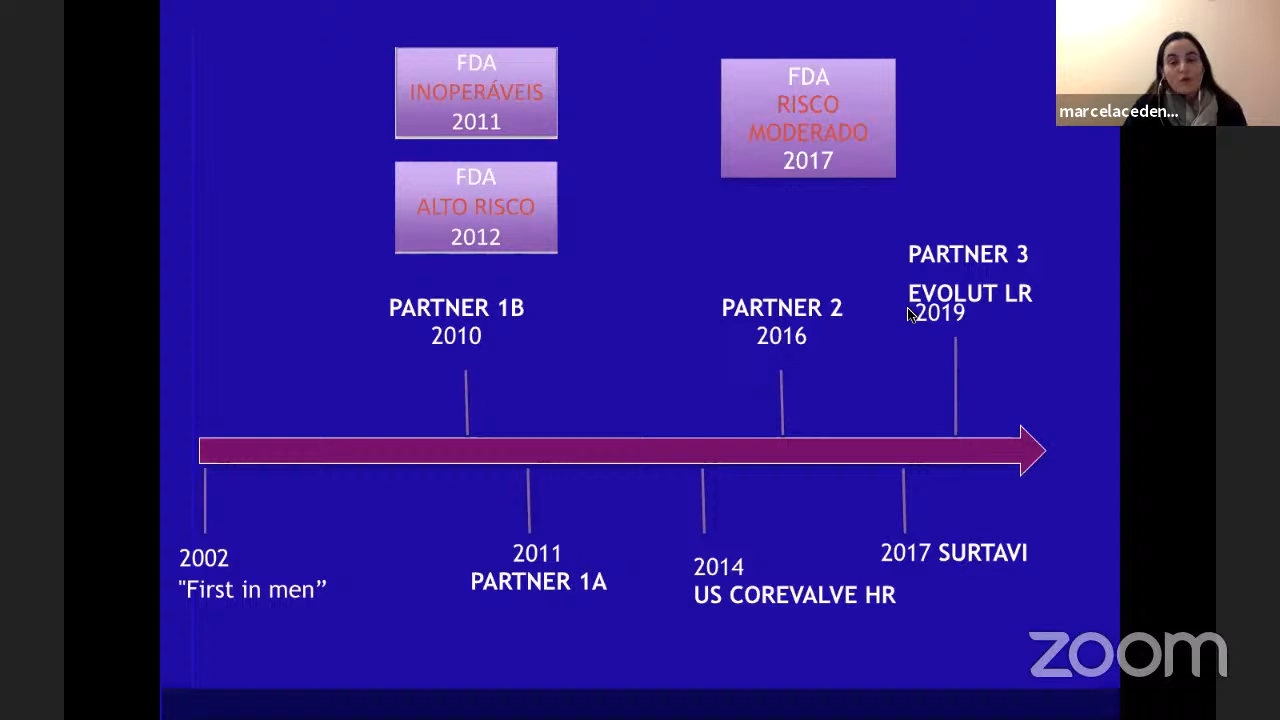 FDA
INOPERÁVEIS
2011
FDA
ALTO RISCO
2012
FDA
RISCO
MODERADO
2017
marcelaceden...
PARTNER 1B
2010
PARTNER 2
2016
PARTNER 3
EVOLUT LR
2019
2002
"First in men”
2011
PARTNER 1A
2014
US COREVALVE HR
2017 SURTAVI
zoom